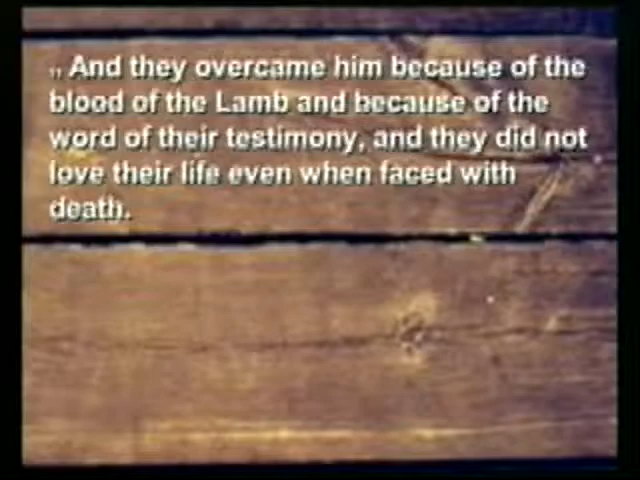 11 And they overcame him because of the
blood of the Lamb and because of the
word of their testimony, and they did not
love their life even when faced with
death.